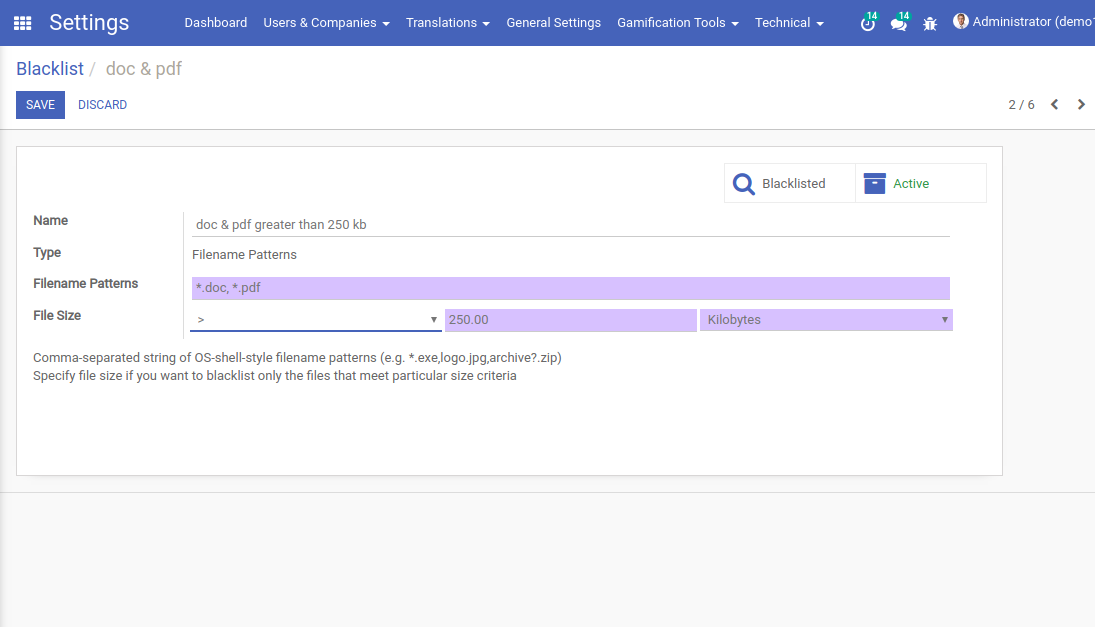 Settings Dashboard Users & Companies Translations General Settings Gamification Tools Technical 14 14 Administrator (demo
Blacklist / doc & pdf
SAVE DISCARD 2 / 6
Blacklisted Active
Name doc & pdf greater than 250 kb
Type Filename Patterns
Filename Patterns *.doc, *.pdf
File Size > 250.00 Kilobytes
Comma-separated string of OS-shell-style filename patterns (e.g. *.exe,logo.jpg,archive?.zip)
Specify file size if you want to blacklist only the files that meet particular size criteria